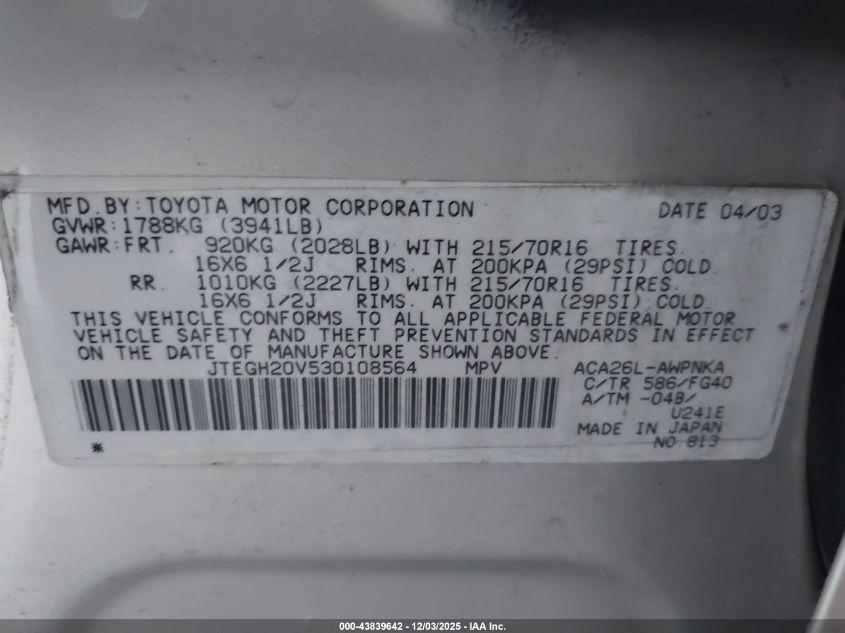 MFD. BY: TOYOTA MOTOR CORPORATION DATE 04/03
GVWR: 1788KG (3941LB)
GAWR: FRT. 920KG (2028LB) WITH 215/70R16 TIRES.
16X6 1/2J RIMS. AT 200KPA (29PSI) COLD
RR. 1010KG (2227LB) WITH 215/70R16 TIRES.
16X6 1/2J RIMS. AT 200KPA (29PSI) COLD.
THIS VEHICLE CONFORMS TO ALL APPLICABLE FEDERAL MOTOR
VEHICLE SAFETY AND THEFT PREVENTION STANDARDS IN EFFECT
ON THE DATE OF MANUFACTURE SHOWN ABOVE.
JTEGH20V530108564 MPV ACA26L-AWPNKA
C/TR 586/FG40
A/TM -04B/
U241E
MADE IN JAPAN
* NO 813
000-43839642 - 12/03/2025 - IAA Inc.